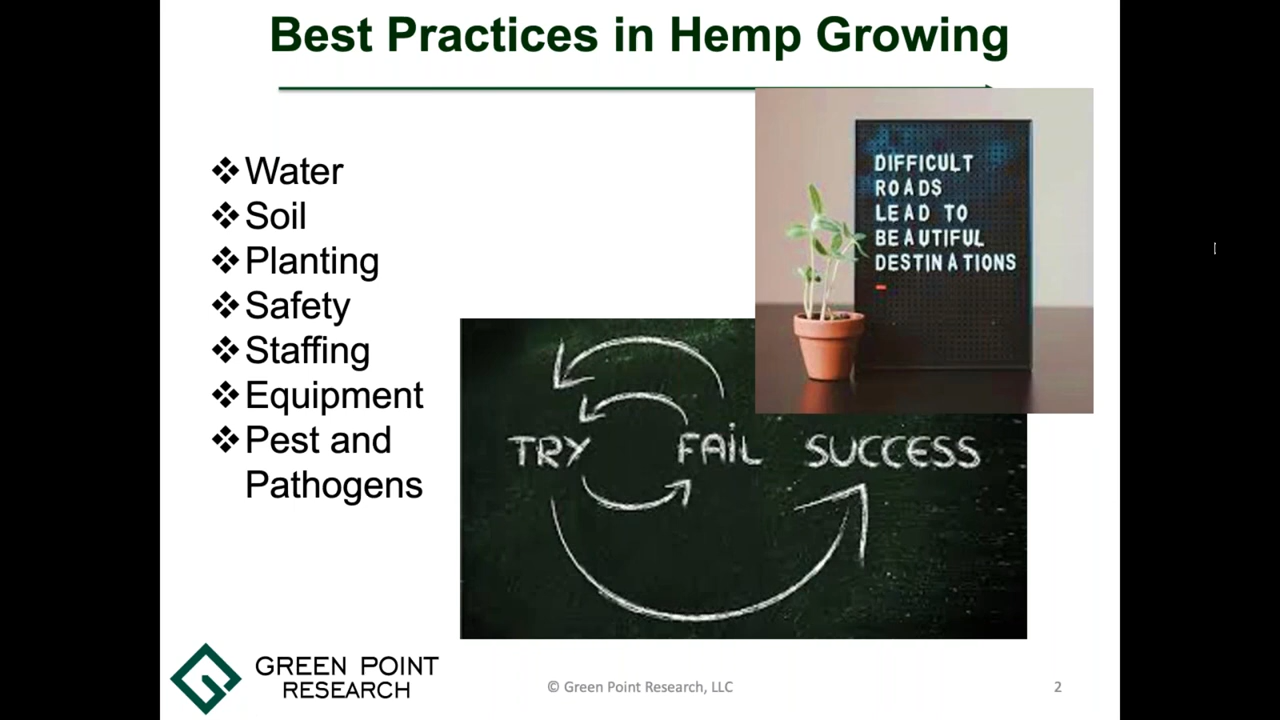 Best Practices in Hemp Growing
❖Water
❖Soil
❖Planting
❖Safety
❖Staffing
❖Equipment
❖Pest and
Pathogens
DIFFICULT
ROADS
LEAD TO
BEAUTIFUL
DESTINATIONS
TRY FAIL SUCCESS
GREEN POINT
RESEARCH
© Green Point Research, LLC
2